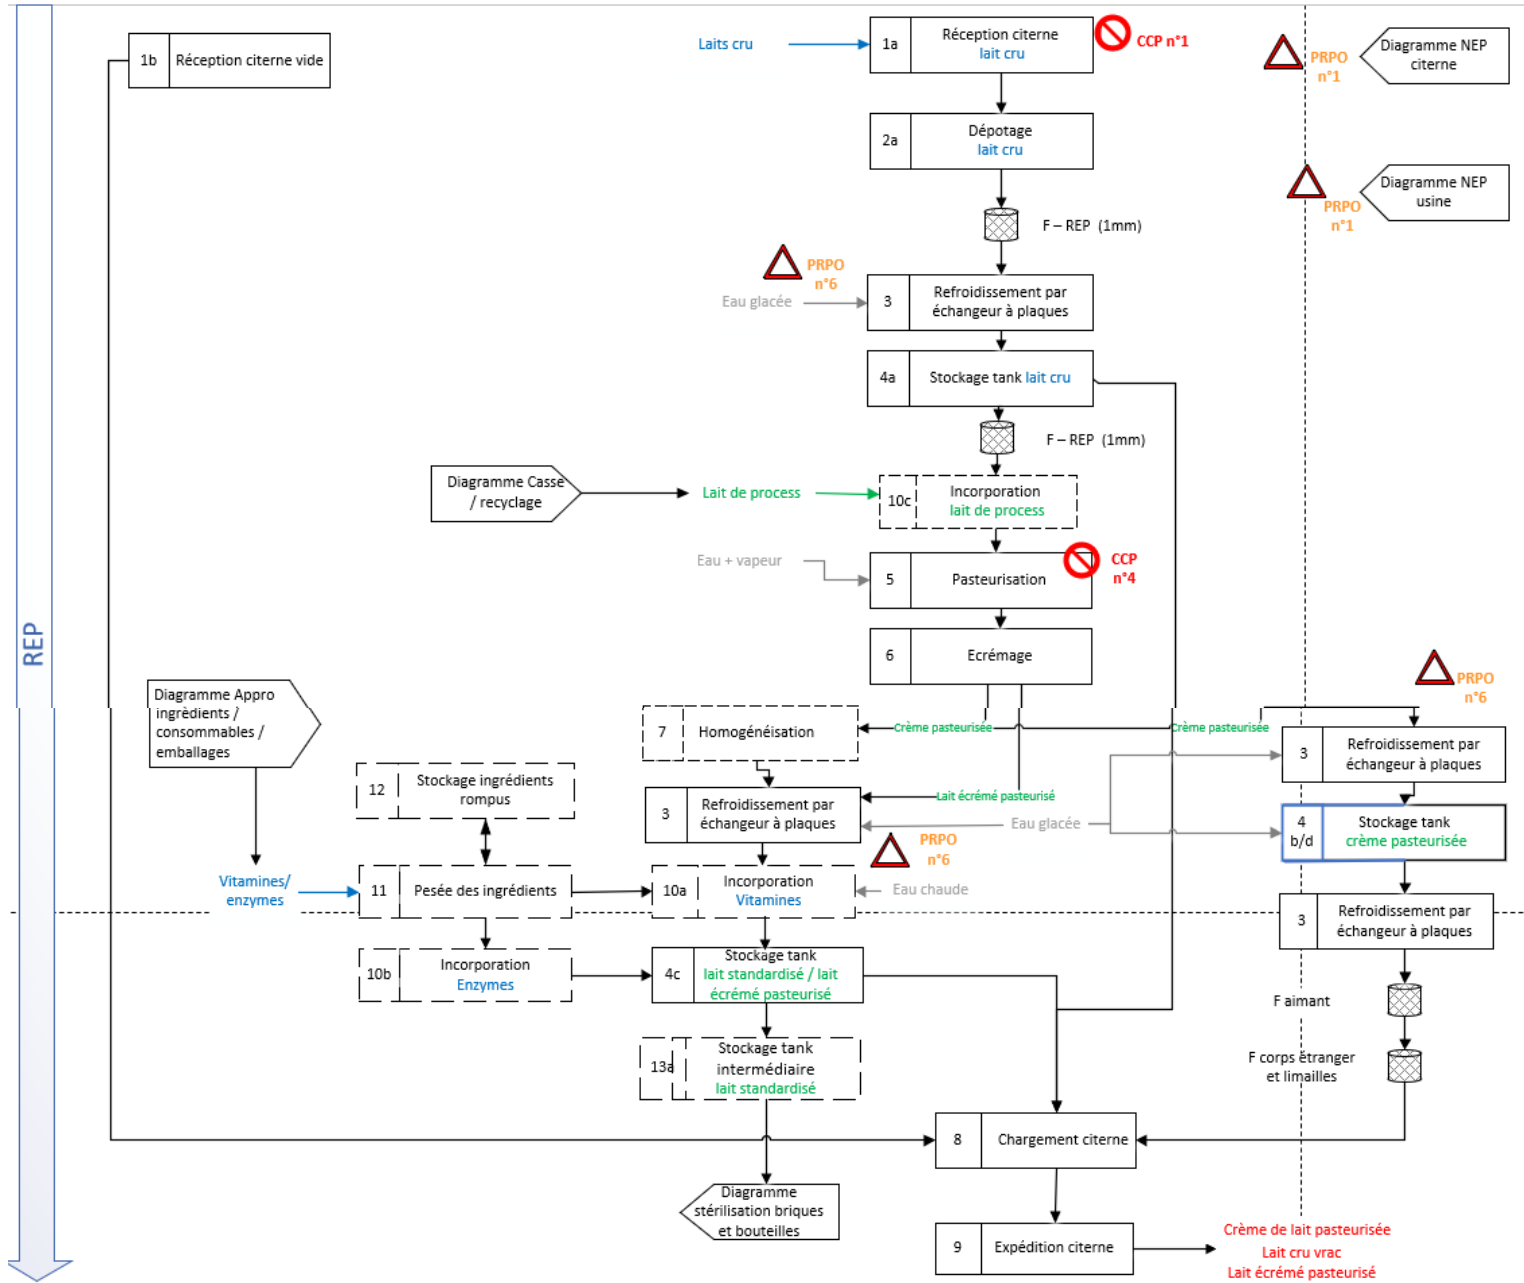 Laits cru
1a
Réception citerne
lait cru
CCP n°1
1b
Réception citerne vide
PRPO
n°1
Diagramme NEP
citerne
2a
Dépotage
lait cru
PRPO
n°1
Diagramme NEP
usine
F – REP (1mm)
PRPO
n°6
Eau glacée
3
Refroidissement par
échangeur à plaques
4a
Stockage tank lait cru
F – REP (1mm)
Diagramme Casse
/ recyclage
Lait de process
10c
Incorporation
lait de process
Eau + vapeur
5
Pasteurisation
CCP
n°4
REP
6
Ecrémage
PRPO
n°6
Diagramme Appro
ingrèdients /
consommables /
emballages
7
Homogénéisation
Crème pasteurisée
Crème pasteurisée
3
Refroidissement par
échangeur à plaques
12
Stockage ingrédients
rompus
3
Refroidissement par
échangeur à plaques
Lait écrémé pasteurisé
Eau glacée
4
b/d
Stockage tank
crème pasteurisée
PRPO
n°6
Vitamines/
enzymes
11
Pesée des ingrédients
10a
Incorporation
Vitamines
Eau chaude
3
Refroidissement par
échangeur à plaques
10b
Incorporation
Enzymes
4c
Stockage tank
lait standardisé / lait
écrémé pasteurisé
F aimant
13a
Stockage tank
intermédiaire
lait standardisé
F corps étranger
et limailles
8
Chargement citerne
Diagramme
stérilisation briques
et bouteilles
9
Expédition citerne
Crème de lait pasteurisée
Lait cru vrac
Lait écrémé pasteurisé